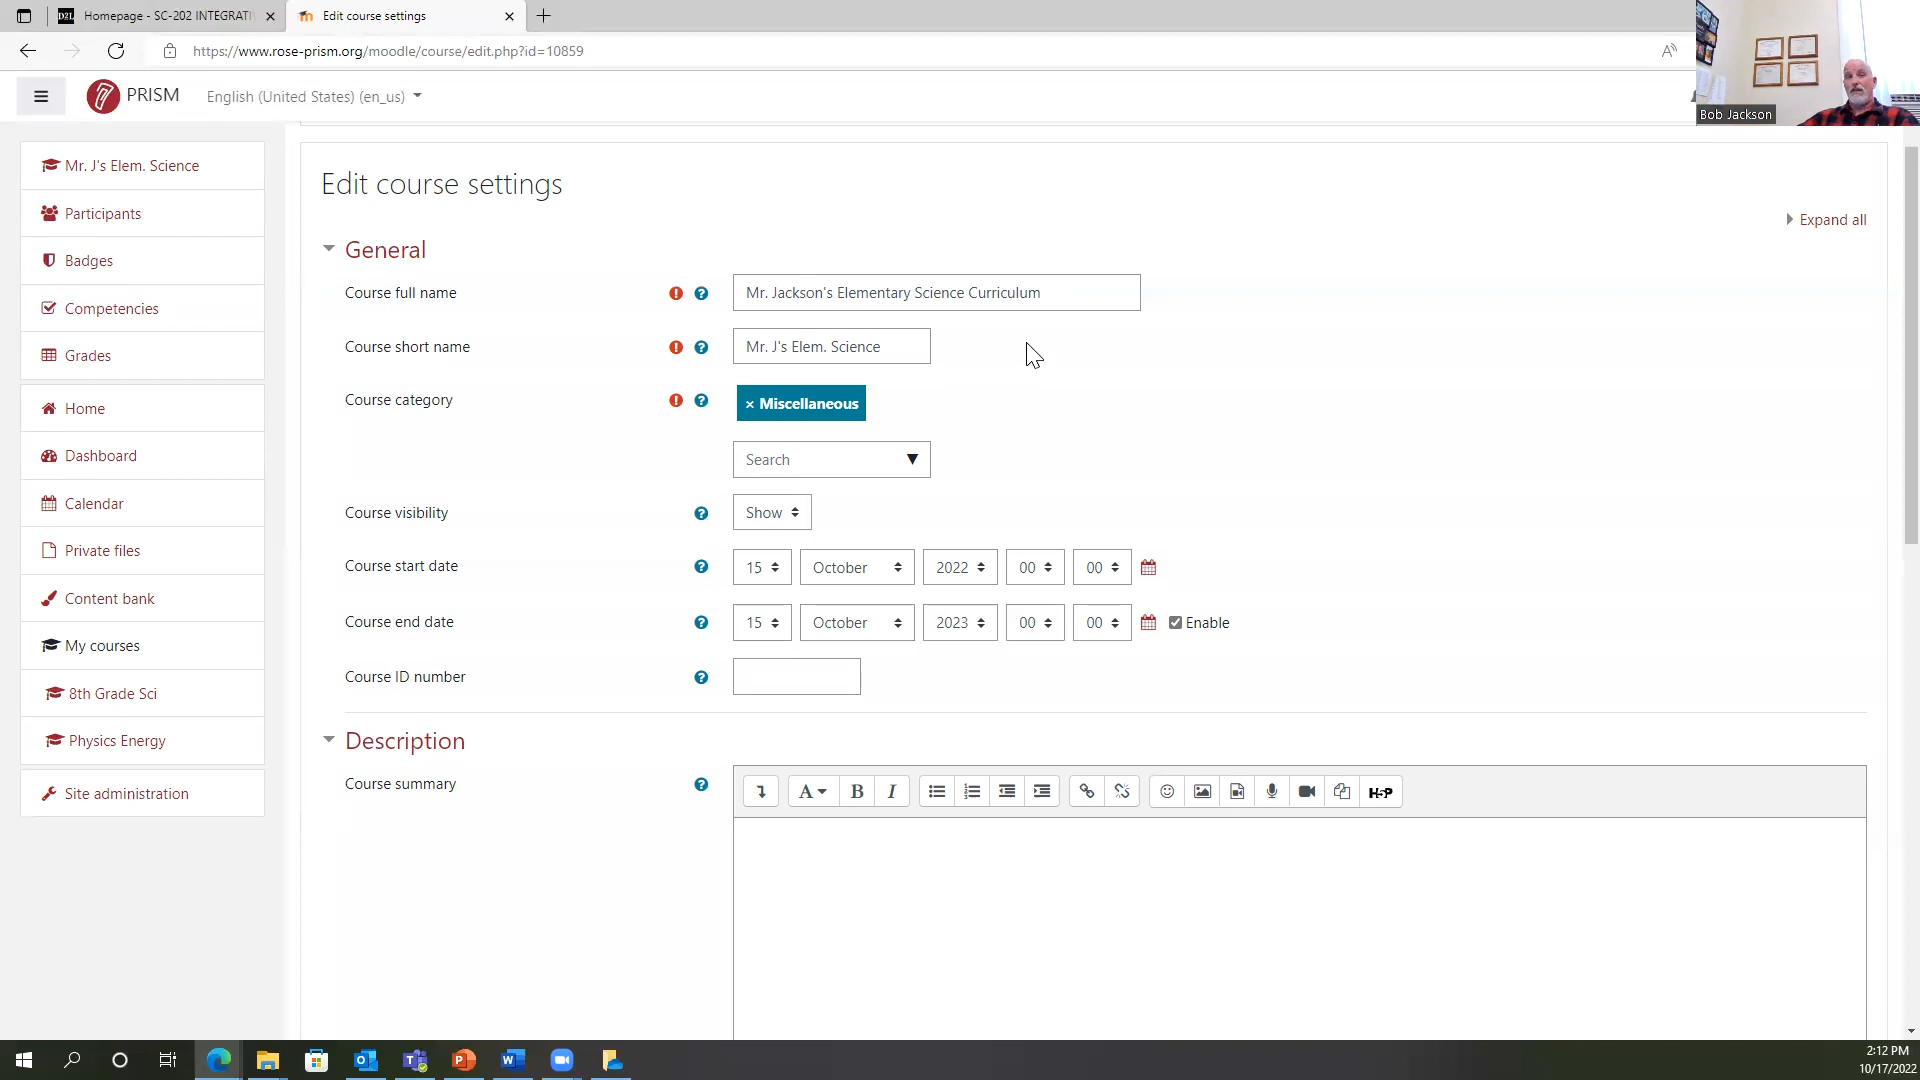 D2L Homepage - SC-202 INTEGRATI
Edit course settings
https://www.rose-prism.org/moodle/course/edit.php?id=10859
PRISM
English (United States) (en_us)
Bob Jackson
Mr. J's Elem. Science
Participants
Badges
Competencies
Grades
Home
Dashboard
Calendar
Private files
Content bank
My courses
8th Grade Sci
Physics Energy
Site administration
Edit course settings
Expand all
General
Course full name
Mr. Jackson's Elementary Science Curriculum
Course short name
Mr. J's Elem. Science
Course category
× Miscellaneous
Search
Course visibility
Show
Course start date
15 October 2022 00 00
Course end date
15 October 2023 00 00 Enable
Course ID number
Description
Course summary
A B I H-P
2:12 PM
10/17/2022